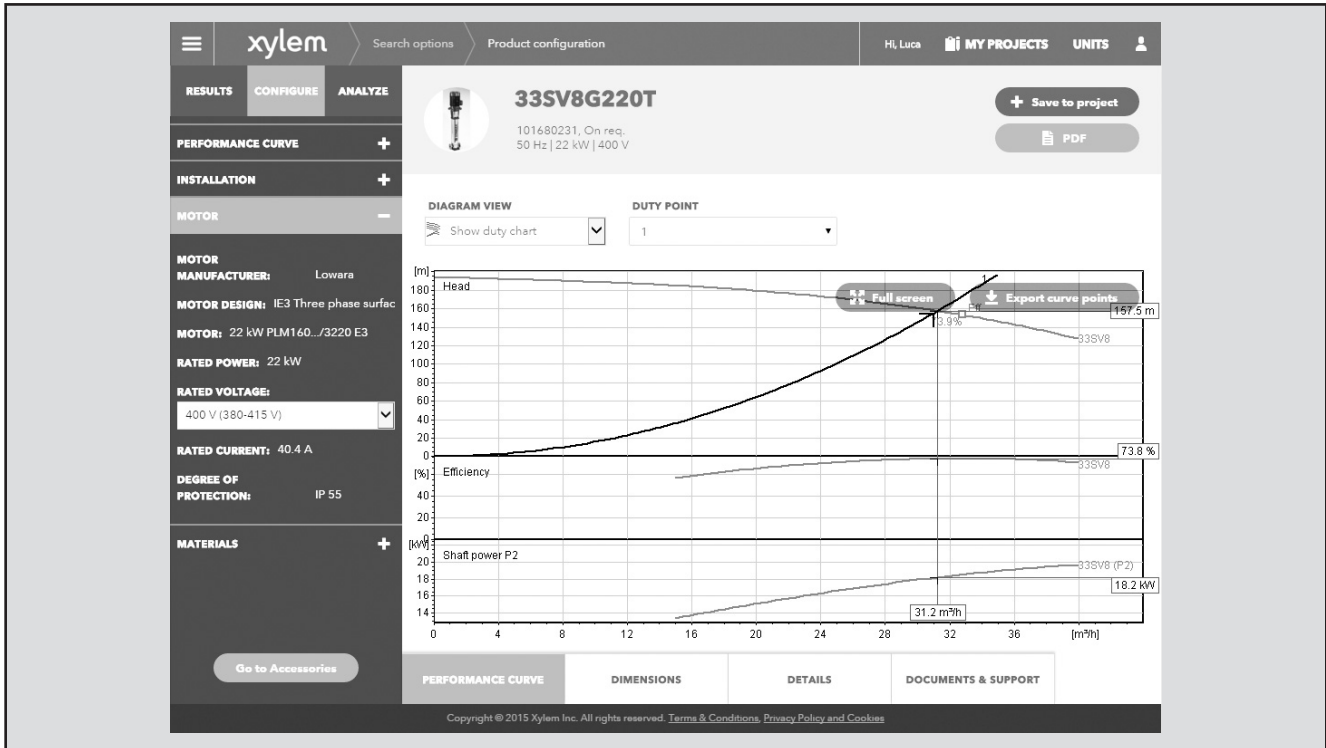 xylem
Search options
Product configuration
Hi, Luca
MY PROJECTS
UNITS
RESULTS
CONFIGURE
ANALYZE
PERFORMANCE CURVE
INSTALLATION
MOTOR
MOTOR
MANUFACTURER: Lowara
MOTOR DESIGN: IE3 Three phase surfac
MOTOR: 22 kW PLM160.../3220 E3
RATED POWER: 22 kW
RATED VOLTAGE:
400 V (380-415 V)
RATED CURRENT: 40.4 A
DEGREE OF
PROTECTION: IP 55
MATERIALS
Go to Accessories
33SV8G220T
101680231, On req.
50 Hz | 22 kW | 400 V
Save to project
PDF
DIAGRAM VIEW
Show duty chart
DUTY POINT
1
[m]
180
160
140
120
100
80
60
40
20
0
Head
1
Full screen
Export curve points
Eff
157.5 m
3.9%
33SV8
73.8 %
[%]
40
20
0
Efficiency
33SV8
[kW]
20
18
16
14
Shaft power P2
33SV8 (P2)
18.2 kW
31.2 m³/h
0 4 8 12 16 20 24 28 32 36 [m³/h]
PERFORMANCE CURVE
DIMENSIONS
DETAILS
DOCUMENTS & SUPPORT
Copyright © 2015 Xylem Inc. All rights reserved. Terms & Conditions, Privacy Policy and Cookies